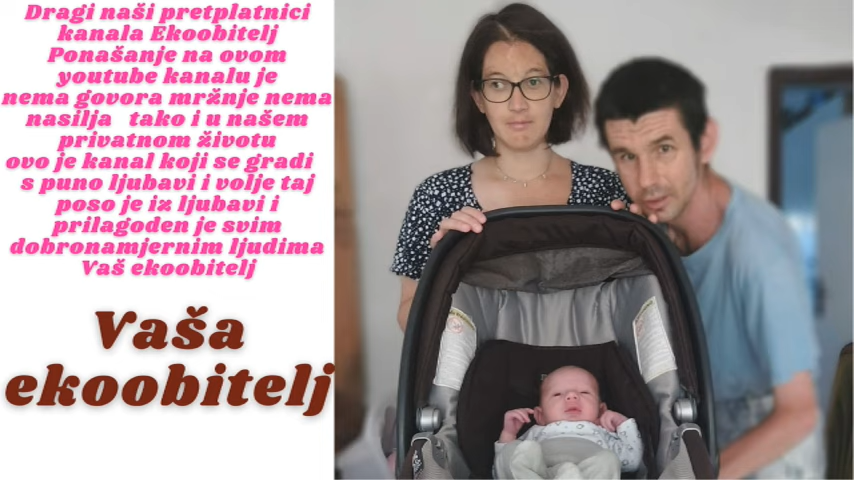 Dragi naši pretplatnici
kanala Ekoobitelj
Ponašanje na ovom
youtube kanalu je
nema govora mržnje nema
nasilja tako i u našem
privatnom životu
ovo je kanal koji se gradi
s puno ljubavi i volje taj
poso je iz ljubavi i
prilagođen je svim
dobronamjernim ljudima
Vaš ekoobitelj
Vaša
ekoobitelj